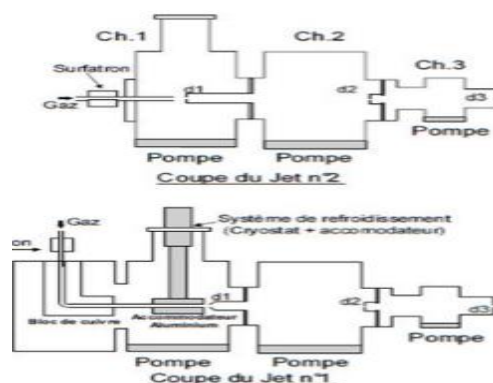 Ch.1
Ch.2
Ch.3
Surfatron
Gaz
d1
d2
d3
Pompe
Pompe
Pompe
Coupe du Jet n°2
Gaz
Système de refroidissement
(Cryostat + accomodateur)
on
d1
d2
d3
Bloc de cuivre
Accomodateur
Aluminium
Pompe
Pompe
Pompe
Coupe du Jet n°1